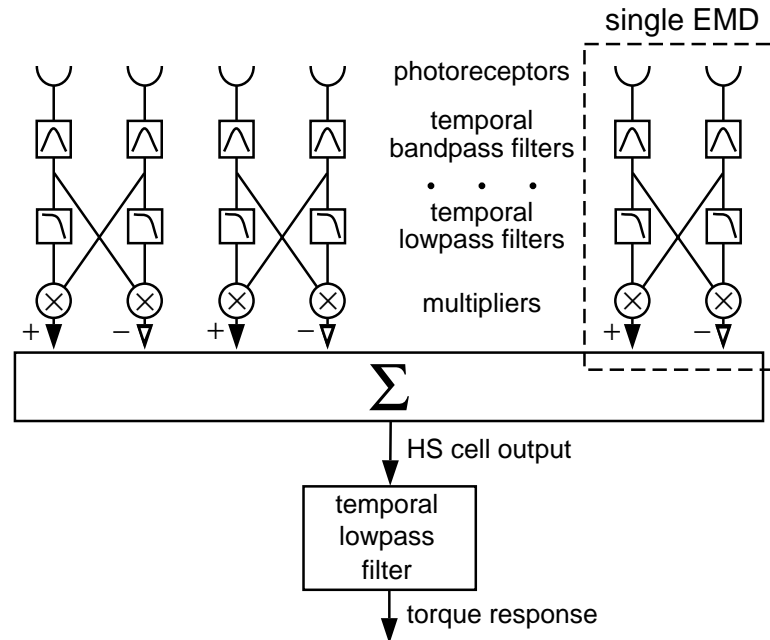 single EMD
photoreceptors
temporal
bandpass filters
. . .
temporal
lowpass filters
multipliers
+ − + − + −
Σ
HS cell output
temporal
lowpass
filter
torque response